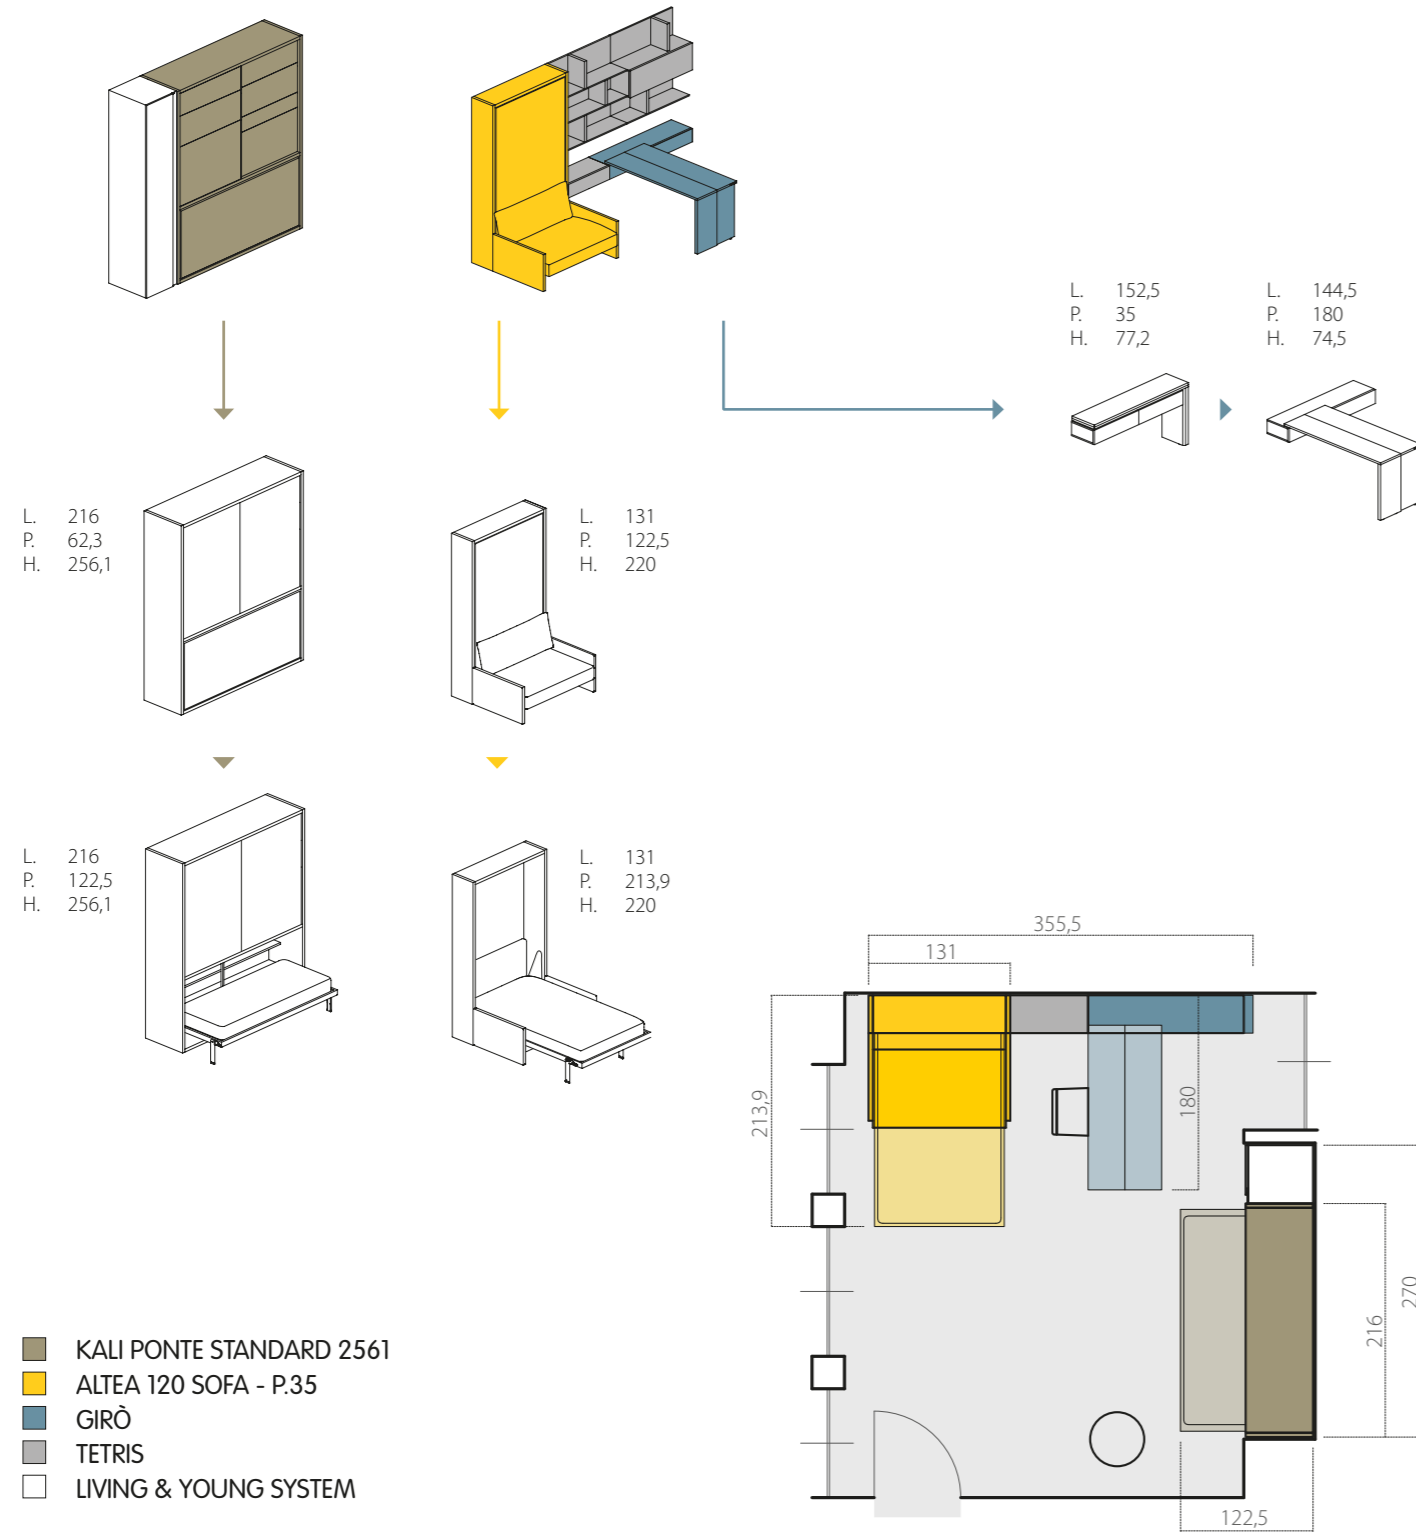 L. 152,5
P. 35
H. 77,2
L. 144,5
P. 180
H. 74,5
L. 216
P. 62,3
H. 256,1
L. 131
P. 122,5
H. 220
L. 216
P. 122,5
H. 256,1
L. 131
P. 213,9
H. 220
355,5
131
213,9
180
270
216
122,5
KALI PONTE STANDARD 2561
ALTEA 120 SOFA - P.35
GIRÒ
TETRIS
LIVING & YOUNG SYSTEM